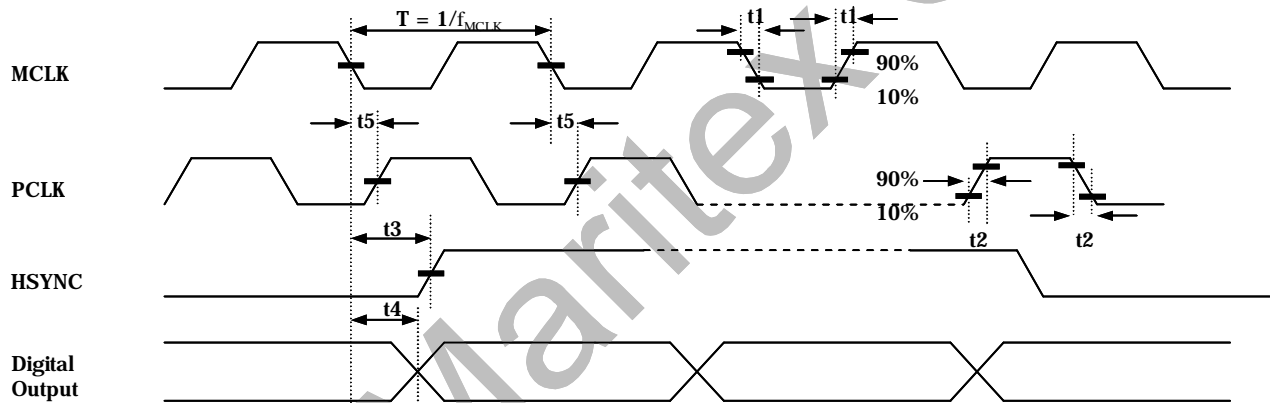 T = 1/fMCLK
t1
t1
MCLK
90%
10%
t5
t5
PCLK
90%
10%
t3
t2
t2
HSYNC
t4
Digital
Output
Maritex